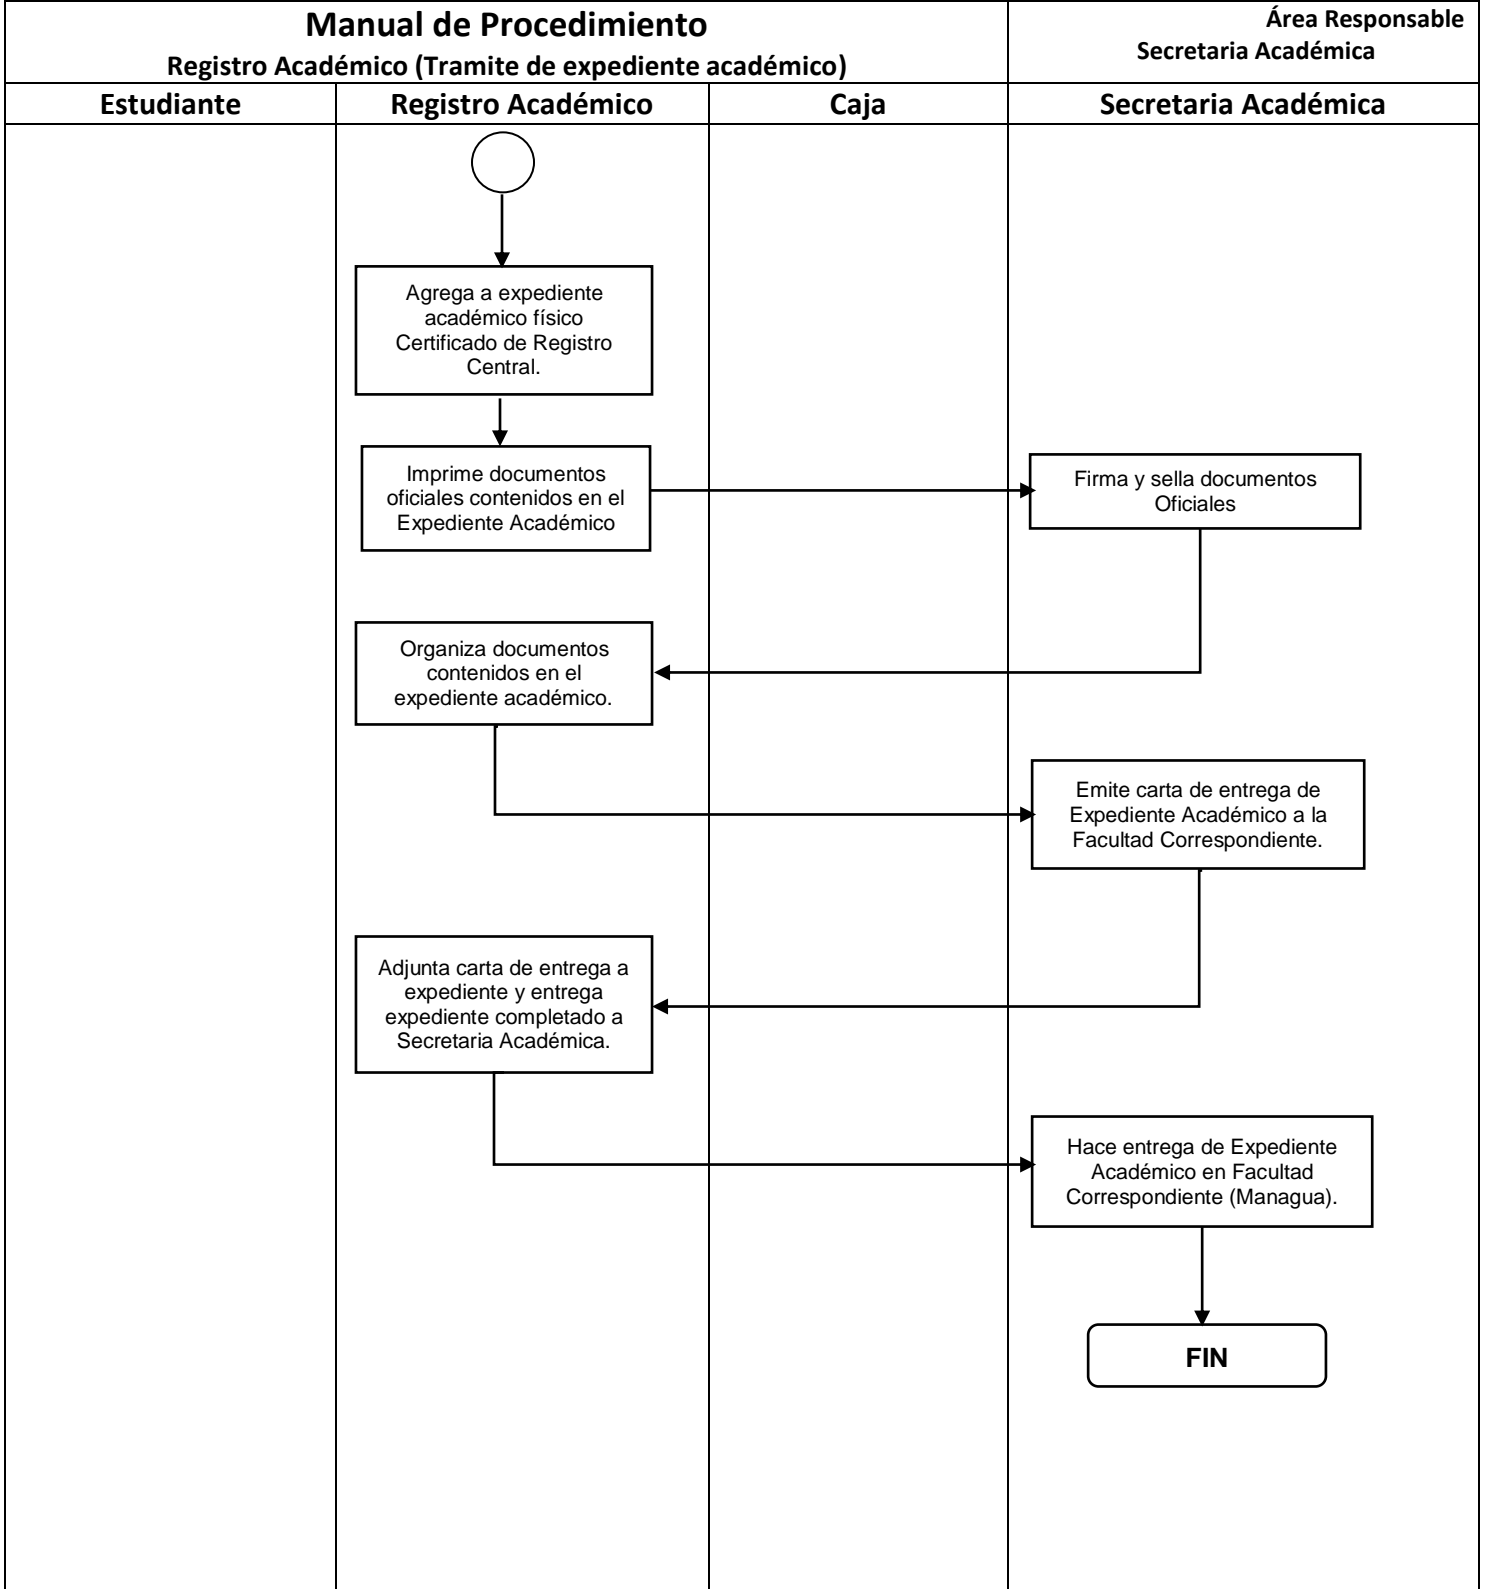 Manual de Procedimiento
Registro Académico (Tramite de expediente académico)
Área Responsable
Secretaria Académica
Estudiante
Registro Académico
Caja
Secretaria Académica
Agrega a expediente
académico físico
Certificado de Registro
Central.
Imprime documentos
oficiales contenidos en el
Expediente Académico
Firma y sella documentos
Oficiales
Organiza documentos
contenidos en el
expediente académico.
Emite carta de entrega de
Expediente Académico a la
Facultad Correspondiente.
Adjunta carta de entrega a
expediente y entrega
expediente completado a
Secretaria Académica.
Hace entrega de Expediente
Académico en Facultad
Correspondiente (Managua).
FIN